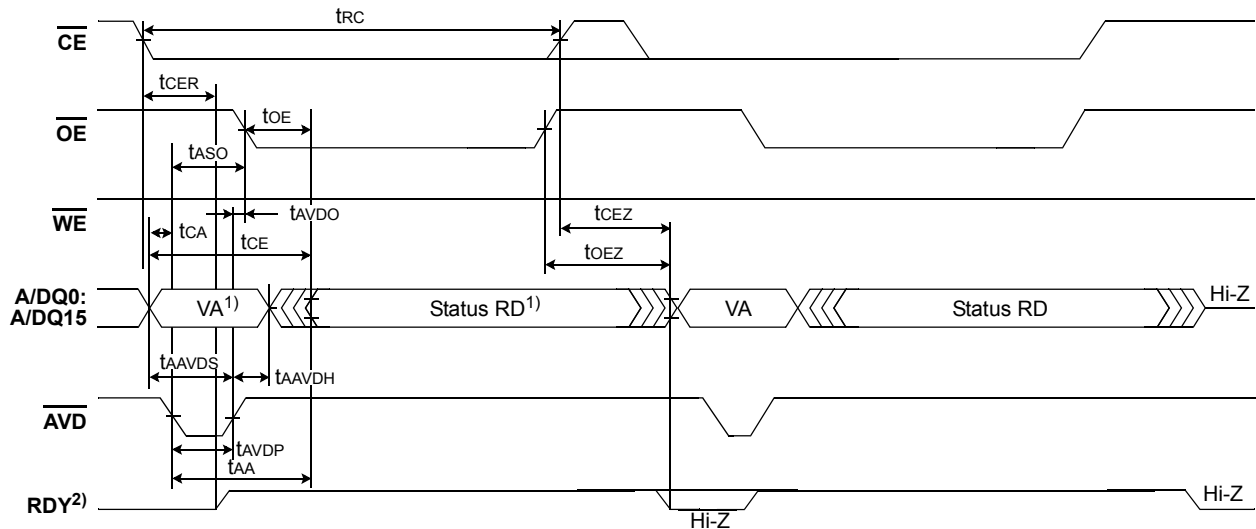 tRC
CE
tCER
tOE
OE
tASO
WE
tAVDO
tCEZ
tCA
tCE
tOEZ
A/DQ0:
A/DQ15
VA1)
Status RD1)
VA
Status RD
Hi-Z
tAAVDS
tAAVDH
AVD
tAVDP
tAA
RDY2)
Hi-Z
Hi-Z